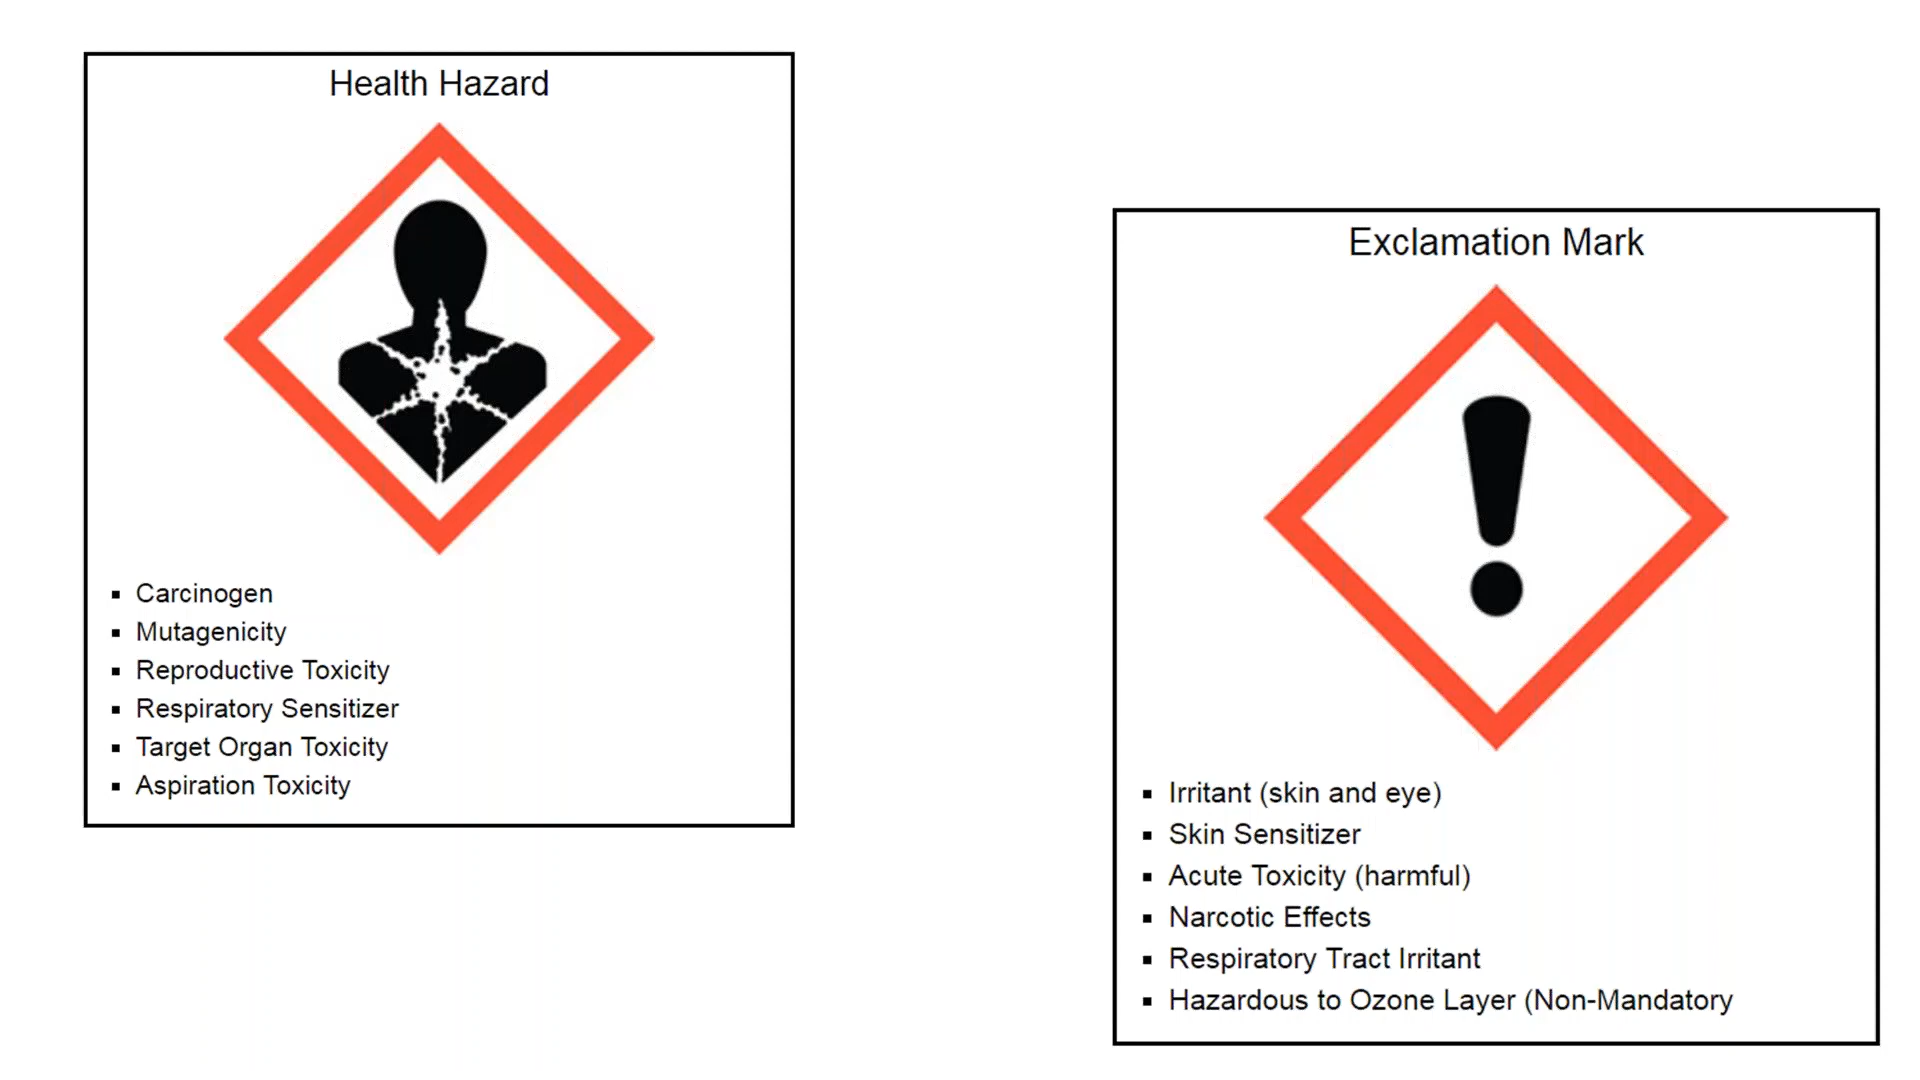 Health Hazard
▪ Carcinogen
▪ Mutagenicity
▪ Reproductive Toxicity
▪ Respiratory Sensitizer
▪ Target Organ Toxicity
▪ Aspiration Toxicity
Exclamation Mark
▪ Irritant (skin and eye)
▪ Skin Sensitizer
▪ Acute Toxicity (harmful)
▪ Narcotic Effects
▪ Respiratory Tract Irritant
▪ Hazardous to Ozone Layer (Non-Mandatory